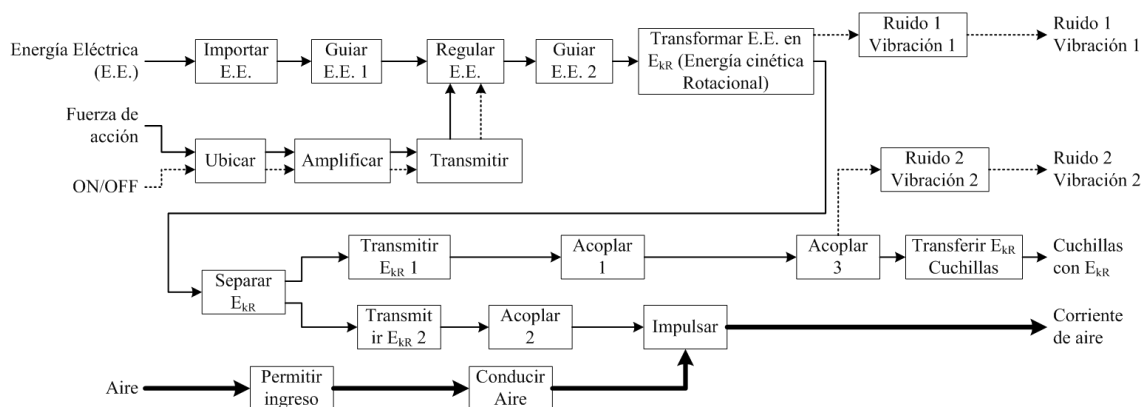 Energía Eléctrica
(E.E.)
Importar
E.E.
Guiar
E.E. 1
Regular
E.E.
Guiar
E.E. 2
Transformar E.E. en
EkR (Energía cinética
Rotacional)
Ruido 1
Vibración 1
Ruido 1
Vibración 1
Fuerza de
acción
ON/OFF
Ubicar
Amplificar
Transmitir
Ruido 2
Vibración 2
Ruido 2
Vibración 2
Separar
EkR
Transmitir
EkR 1
Acoplar
1
Acoplar
3
Transferir EkR
Cuchillas
Cuchillas
con EkR
Transmit
ir EkR 2
Acoplar
2
Impulsar
Corriente
de aire
Aire
Permitir
ingreso
Conducir
Aire